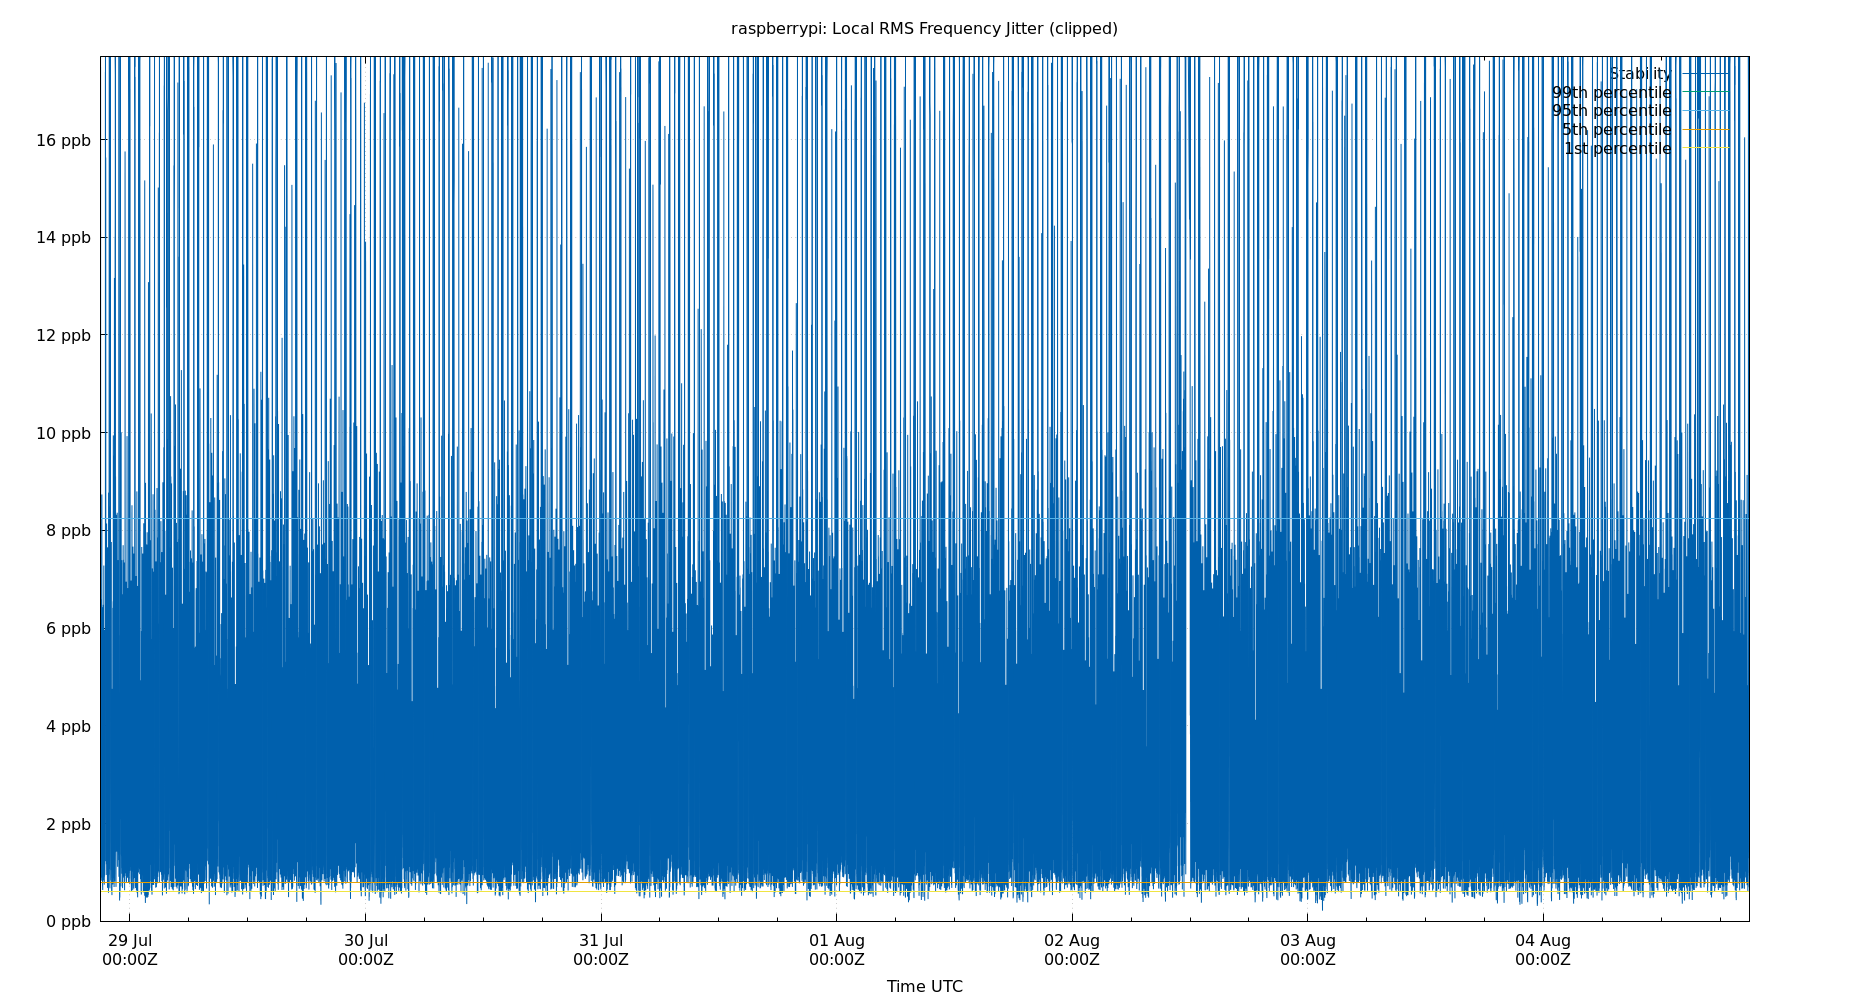 raspberrypi: Local RMS Frequency Jitter (clipped)
Stability
99th percentile
95th percentile
5th percentile
1st percentile
16 ppb
14 ppb
12 ppb
10 ppb
8 ppb
6 ppb
4 ppb
2 ppb
0 ppb
29 Jul 30 Jul 31 Jul 01 Aug 02 Aug 03 Aug 04 Aug
00:00Z 00:00Z 00:00Z 00:00Z 00:00Z 00:00Z 00:00Z
Time UTC